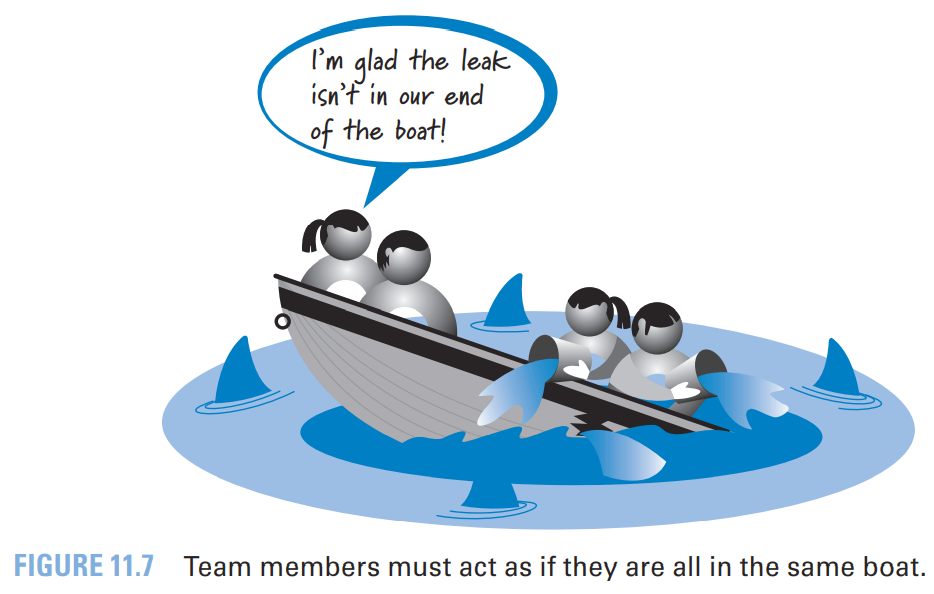 I'm glad the leak
isn't in our end
of the boat!
FIGURE 11.7 Team members must act as if they are all in the same boat.